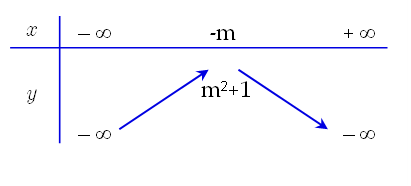 x − ∞ -m + ∞
m²+1
y
− ∞ − ∞